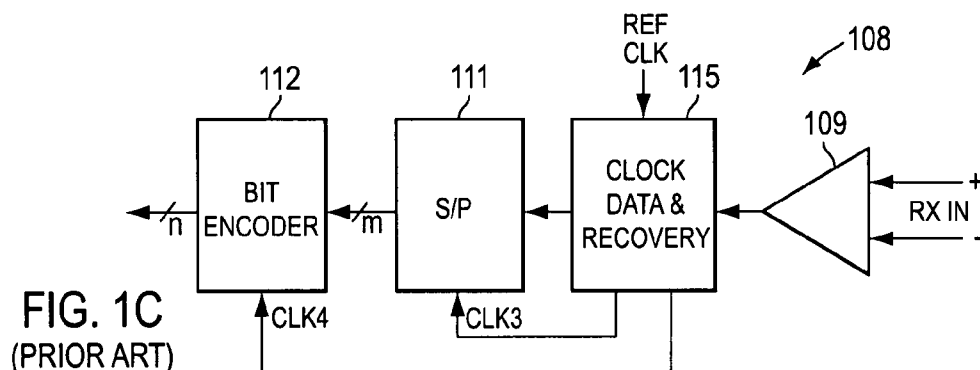 REF
CLK
108
112
111
115
109
BIT
ENCODER
S/P
CLOCK
DATA &
RECOVERY
+
RX IN
-
n
m
CLK4
CLK3
FIG. 1C
(PRIOR ART)